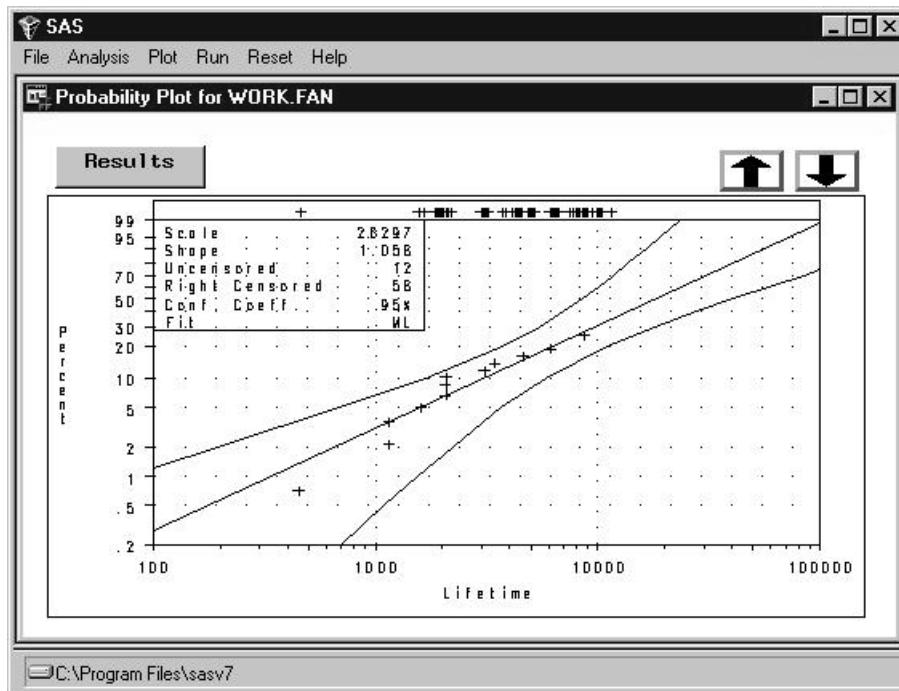 SAS
File Analysis Plot Run Reset Help
Probability Plot for WORK.FAN
Results
99
95
70
50
30
20
10
5
2
1
.5
.2
Percent
Scale 2.6297
Shape 1.058
Uncensored 12
Right Censored 58
Conf. Coeff. 95%
Fit ML
100 1000 10000 100000
Lifetime
C:\Program Files\sasv7